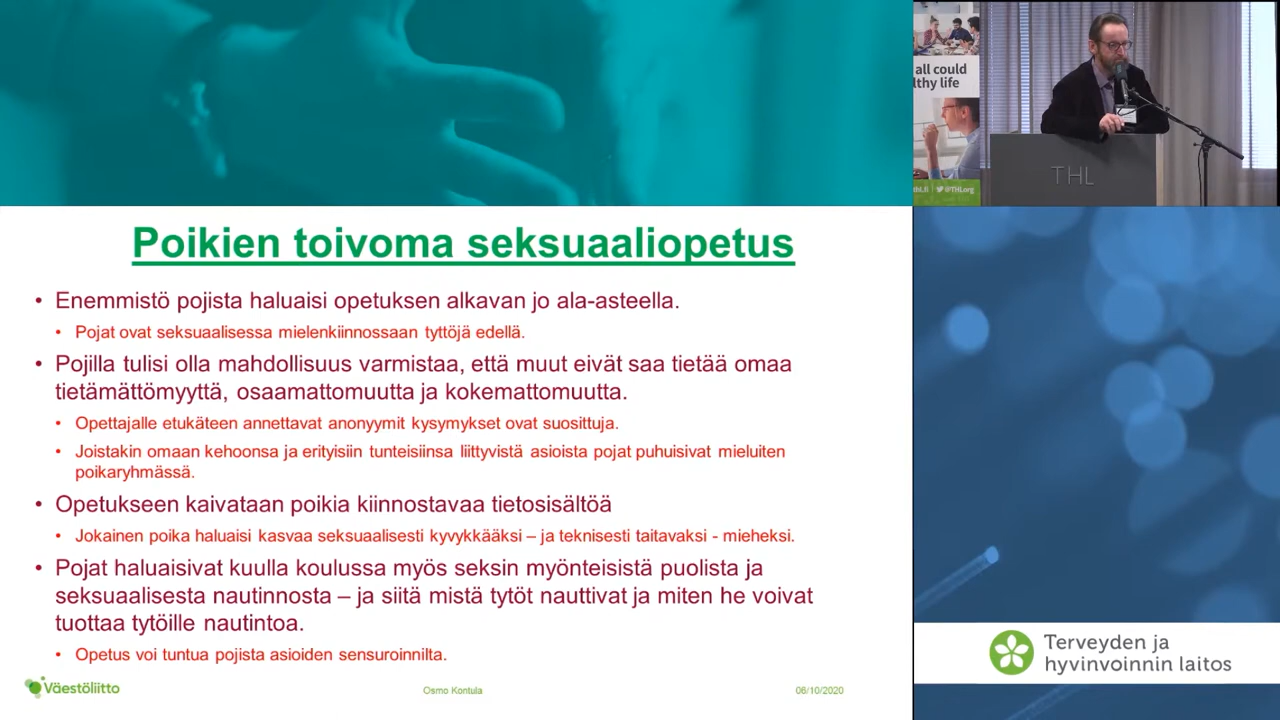 Poikien toivoma seksuaaliopetus
• Enemmistö pojista haluaisi opetuksen alkavan jo ala-asteella.
• Pojat ovat seksuaalisessa mielenkiinnossaan tyttöjä edellä.
• Pojilla tulisi olla mahdollisuus varmistaa, että muut eivät saa tietää omaa
tietämättömyyttä, osaamattomuutta ja kokemattomuutta.
• Opettajalle etukäteen annettavat anonyymit kysymykset ovat suosittuja.
• Joistakin omaan kehoonsa ja erityisiin tunteisiinsa liittyvistä asioista pojat puhuisivat mieluiten
poikaryhmässä.
• Opetukseen kaivataan poikia kiinnostavaa tietosisältöä
• Jokainen poika haluaisi kasvaa seksuaalisesti kyvykkääksi – ja teknisesti taitavaksi - mieheksi.
• Pojat haluaisivat kuulla koulussa myös seksin myönteisistä puolista ja
seksuaalisesta nautinnosta – ja siitä mistä tytöt nauttivat ja miten he voivat
tuottaa tytöille nautintoa.
• Opetus voi tuntua pojista asioiden sensuroinnilta.
Väestöliitto
Osmo Kontula
06/10/2020
all could
lthy life
thl.fi
@THLorg
THL
Terveyden ja
hyvinvoinnin laitos